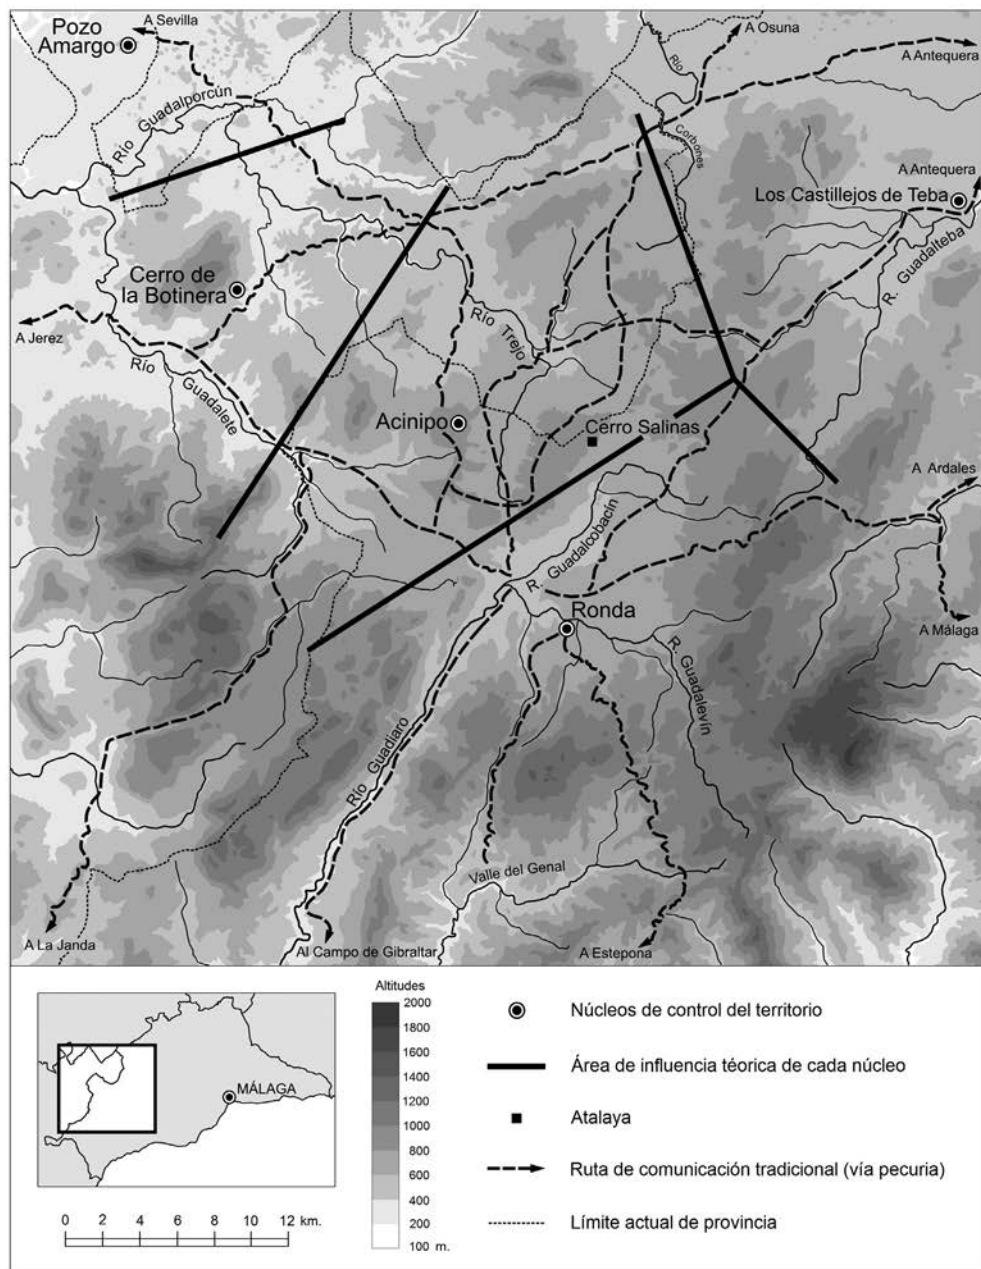 Pozo
Amargo
A Sevilla
A Osuna
A Antequera
Río
Corbones
Río Guadalporcún
A Antequera
Los Castillejos de Teba
R. Guadalteba
Cerro de
la Botinera
A Jerez
Río Guadalete
Río Trejo
Acinipo
Cerro Salinas
A Ardales
R. Guadalcobacín
Ronda
A Málaga
R. Guadalevín
Río Guadiaro
Valle del Genal
A La Janda
Al Campo de Gibraltar
A Estepona
MÁLAGA
0 2 4 6 8 10 12 km.
Altitudes
2000
1800
1600
1400
1200
1000
800
600
400
200
100 m.
Núcleos de control del territorio
Área de influencia téorica de cada núcleo
Atalaya
Ruta de comunicación tradicional (vía pecuria)
Límite actual de provincia